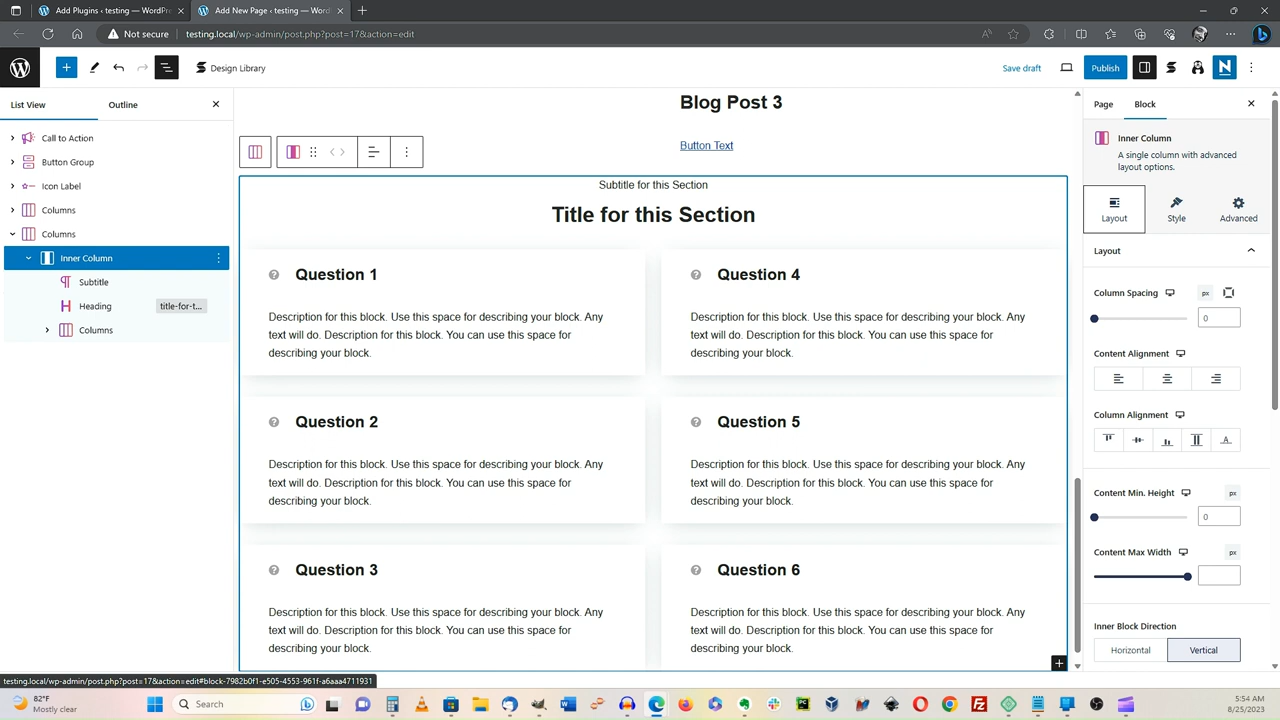 Add Plugins ‹ testing — WordPre
Add New Page ‹ testing — Wordl
Not secure
testing.local/wp-admin/post.php?post=17&action=edit
Design Library
Save draft
Publish
List View
Outline
Call to Action
Button Group
Icon Label
Columns
Columns
Inner Column
Subtitle
Heading
title-for-t...
Columns
Blog Post 3
Button Text
Subtitle for this Section
Title for this Section
Question 1
Description for this block. Use this space for describing your block. Any
text will do. Description for this block. You can use this space for
describing your block.
Question 4
Description for this block. Use this space for describing your block. Any
text will do. Description for this block. You can use this space for
describing your block.
Question 2
Description for this block. Use this space for describing your block. Any
text will do. Description for this block. You can use this space for
describing your block.
Question 5
Description for this block. Use this space for describing your block. Any
text will do. Description for this block. You can use this space for
describing your block.
Question 3
Description for this block. Use this space for describing your block. Any
text will do. Description for this block. You can use this space for
describing your block.
Question 6
Description for this block. Use this space for describing your block. Any
text will do. Description for this block. You can use this space for
describing your block.
Page
Block
Inner Column
A single column with advanced
layout options.
Layout
Style
Advanced
Layout
Column Spacing
px
0
Content Alignment
Column Alignment
Content Min. Height
px
0
Content Max Width
px
Inner Block Direction
Horizontal
Vertical
testing.local/wp-admin/post.php?post=17&action=edit#block-7982b0f1-e505-4553-961f-a6aaa4711931
82°F
Mostly clear
Search
5:54 AM
8/25/2023